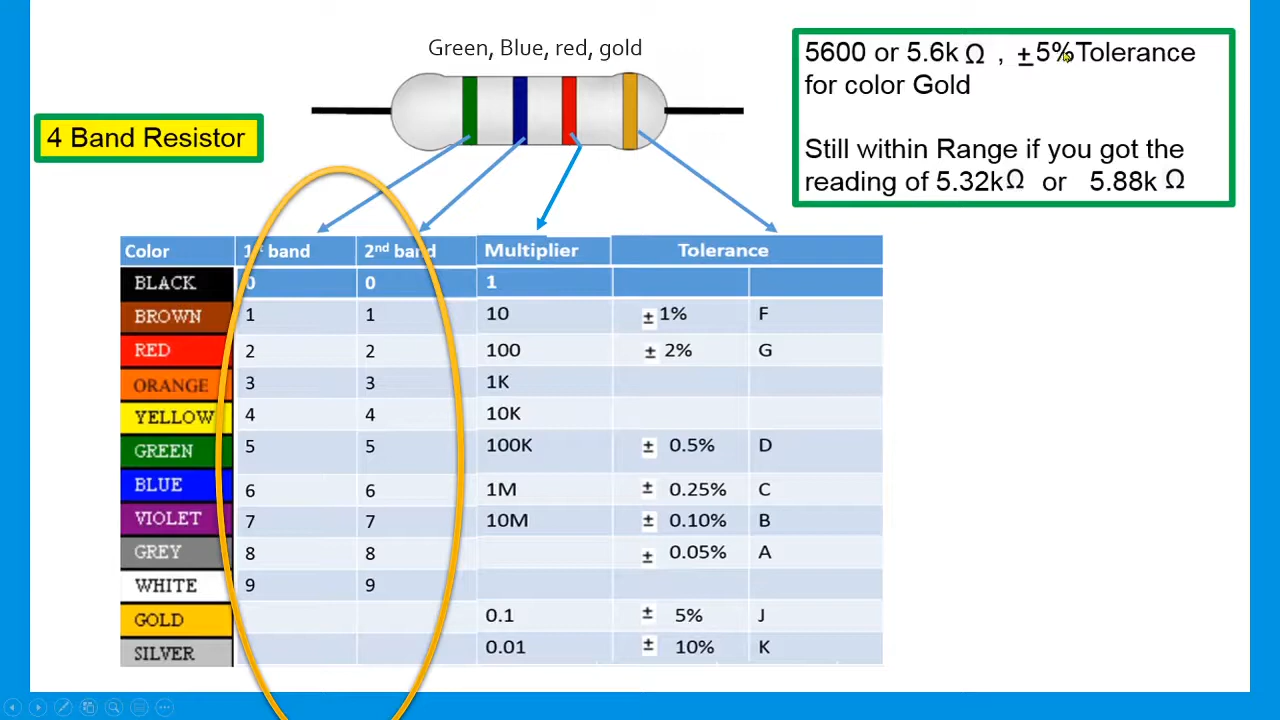 Green, Blue, red, gold
4 Band Resistor
5600 or 5.6k Ω , ±5%Tolerance
for color Gold
Still within Range if you got the
reading of 5.32kΩ or 5.88k Ω
Color 1st band 2nd band Multiplier Tolerance
BLACK 0 0 1
BROWN 1 1 10 ± 1% F
RED 2 2 100 ± 2% G
ORANGE 3 3 1K
YELLOW 4 4 10K
GREEN 5 5 100K ± 0.5% D
BLUE 6 6 1M ± 0.25% C
VIOLET 7 7 10M ± 0.10% B
GREY 8 8 ± 0.05% A
WHITE 9 9
GOLD 0.1 ± 5% J
SILVER 0.01 ± 10% K